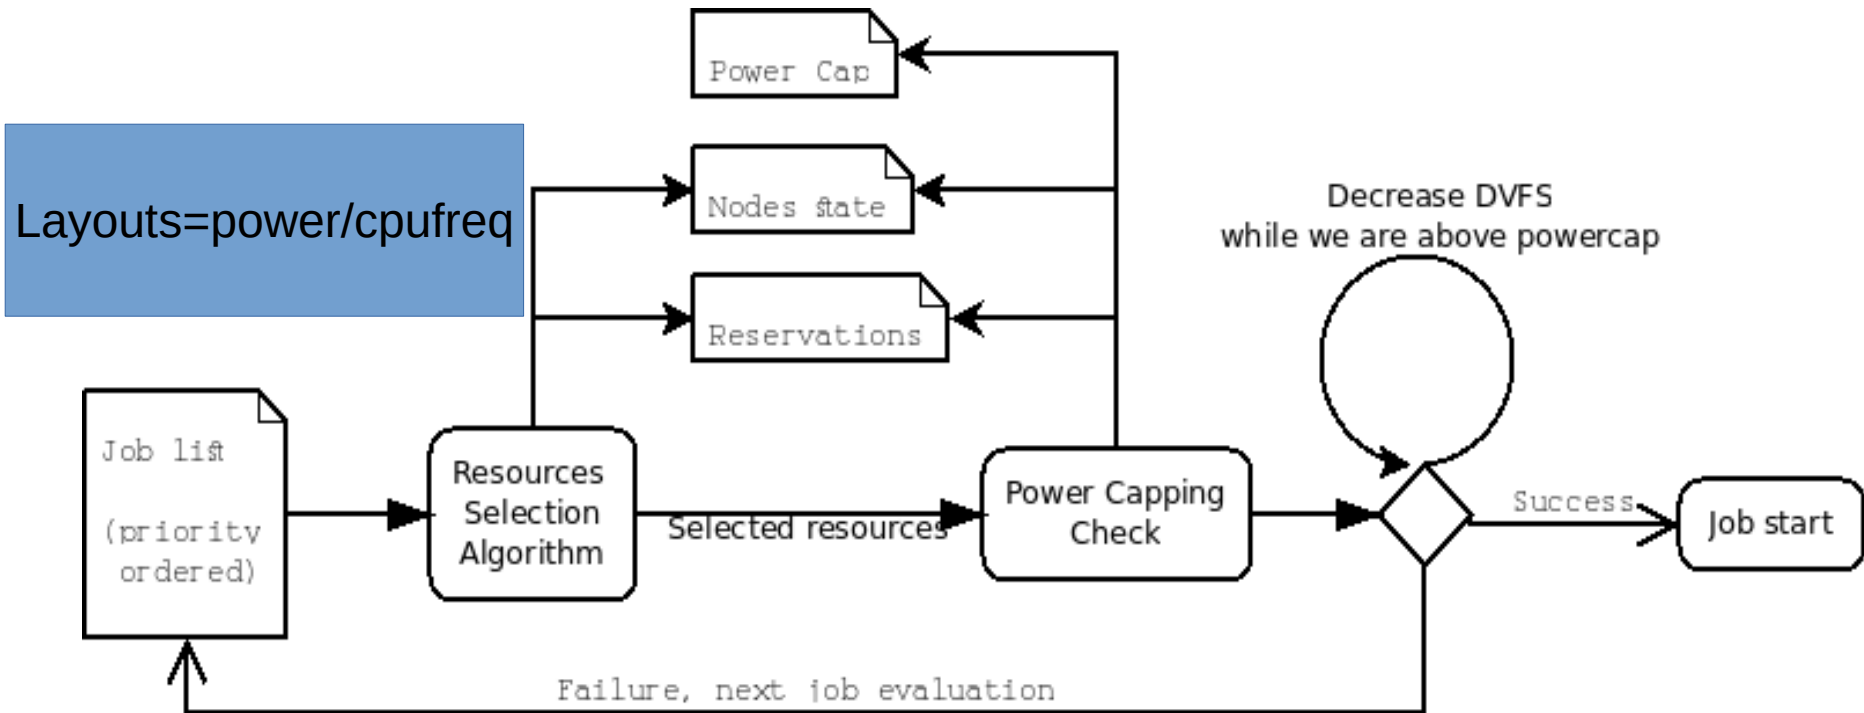 Power Cap
Layouts=power/cpufreq
Nodes state
Decrease DVFS
while we are above powercap
Reservations
Job list
(priority
ordered)
Resources
Selection
Algorithm
Selected resources
Power Capping
Check
Success
Job start
Failure, next job evaluation